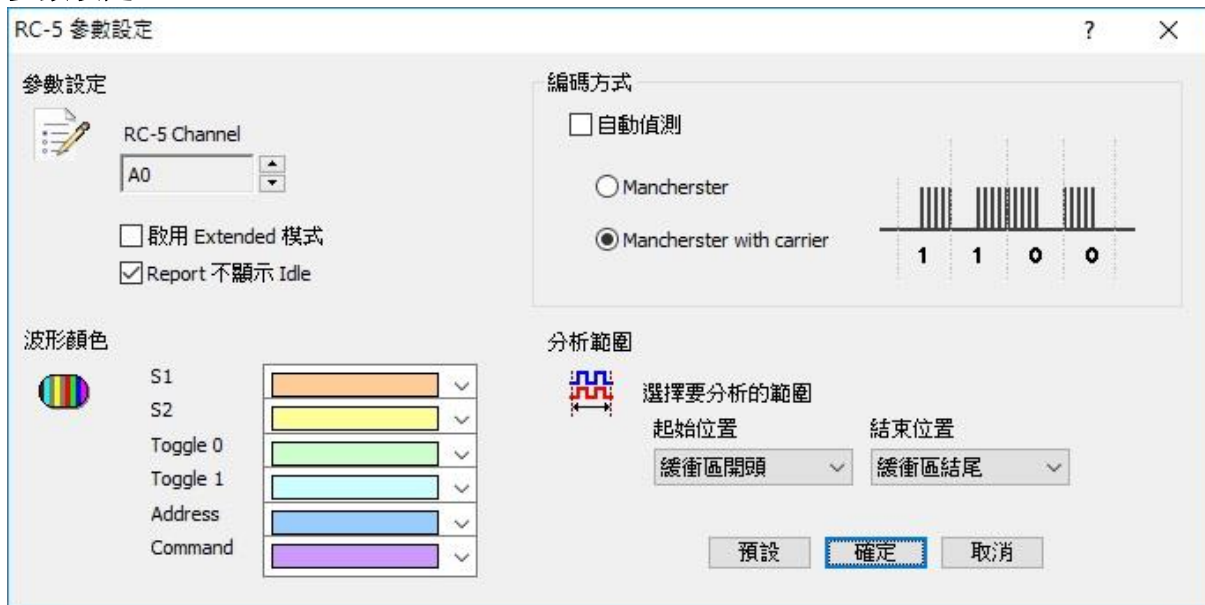 RC-5 參數設定
?
參數設定
RC-5 Channel
A0
啟用 Extended 模式
Report 不顯示 Idle
編碼方式
自動偵測
Mancherster
Mancherster with carrier
1 1 0 0
波形顏色
S1
S2
Toggle 0
Toggle 1
Address
Command
分析範圍
選擇要分析的範圍
起始位置 結束位置
緩衝區開頭 緩衝區結尾
預設 確定 取消